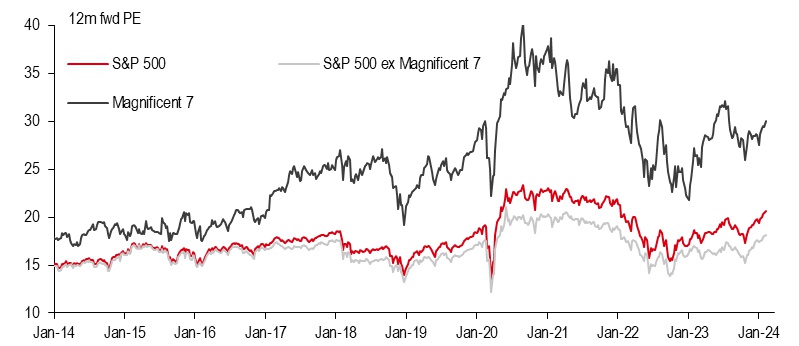 12m fwd PE
40
35
30
25
20
15
10
S&P 500
S&P 500 ex Magnificent 7
Magnificent 7
Jan-14 Jan-15 Jan-16 Jan-17 Jan-18 Jan-19 Jan-20 Jan-21 Jan-22 Jan-23 Jan-24